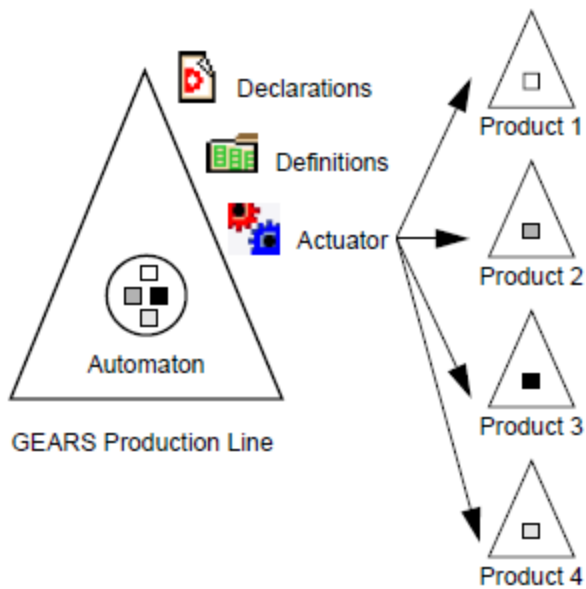 Declarations
Definitions
Actuator
Automaton
GEARS Production Line
Product 1
Product 2
Product 3
Product 4